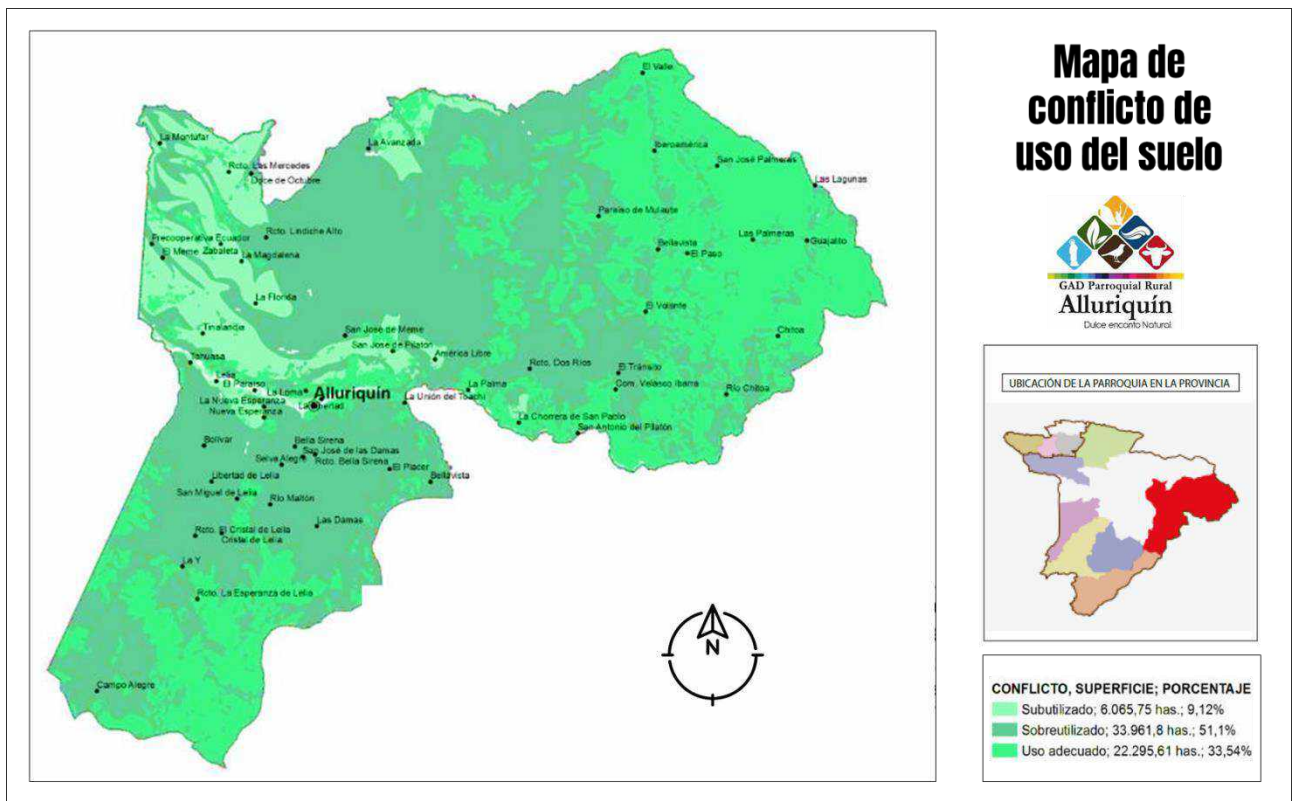 Mapa de
conflicto de
uso del suelo
GAD Parroquial Rural
Alluriquín
Dulce encanto Natural
UBICACIÓN DE LA PARROQUIA EN LA PROVINCIA
CONFLICTO, SUPERFICIE; PORCENTAJE
Subutilizado; 6.065,75 has.; 9,12%
Sobreutilizado; 33.961,8 has.; 51,1%
Uso adecuado; 22.295,61 has.; 33,54%
El Valle
La Montufar
La Avanzada
Iberoamérica
San José Palmeras
Rcto. Las Mercedes
Doce de Octubre
Las Lagunas
Paraíso de Mulaute
Rcto. Lindiche Alto
Precooperativa Ecuador
El Meme
Zabaleta
La Magdalena
Bellavista
El Paso
Las Palmeras
Guajalito
La Florida
El Volante
Tinalandia
San José de Meme
San José de Pilatón
América Libre
Chitoa
Tahuasa
Rcto. Dos Ríos
El Tránsito
Lelia
El Paraíso
La Loma
Alluriquín
La Palma
Com. Velasco Ibarra
Río Chitoa
La Nueva Esperanza
La Libertad
La Unión del Toachi
Nueva Esperanza
La Chorrera de San Pablo
San Antonio del Pilatón
Bolívar
Bella Sirena
San José de las Damas
Selva Alegre
Rcto. Bella Sirena
El Placer
Libertad de Lelia
Bellavista
San Miguel de Lelia
Río Maltón
Las Damas
Rcto. El Cristal de Lelia
Cristal de Lelia
La Y
Rcto. La Esperanza de Lelia
Campo Alegre
N